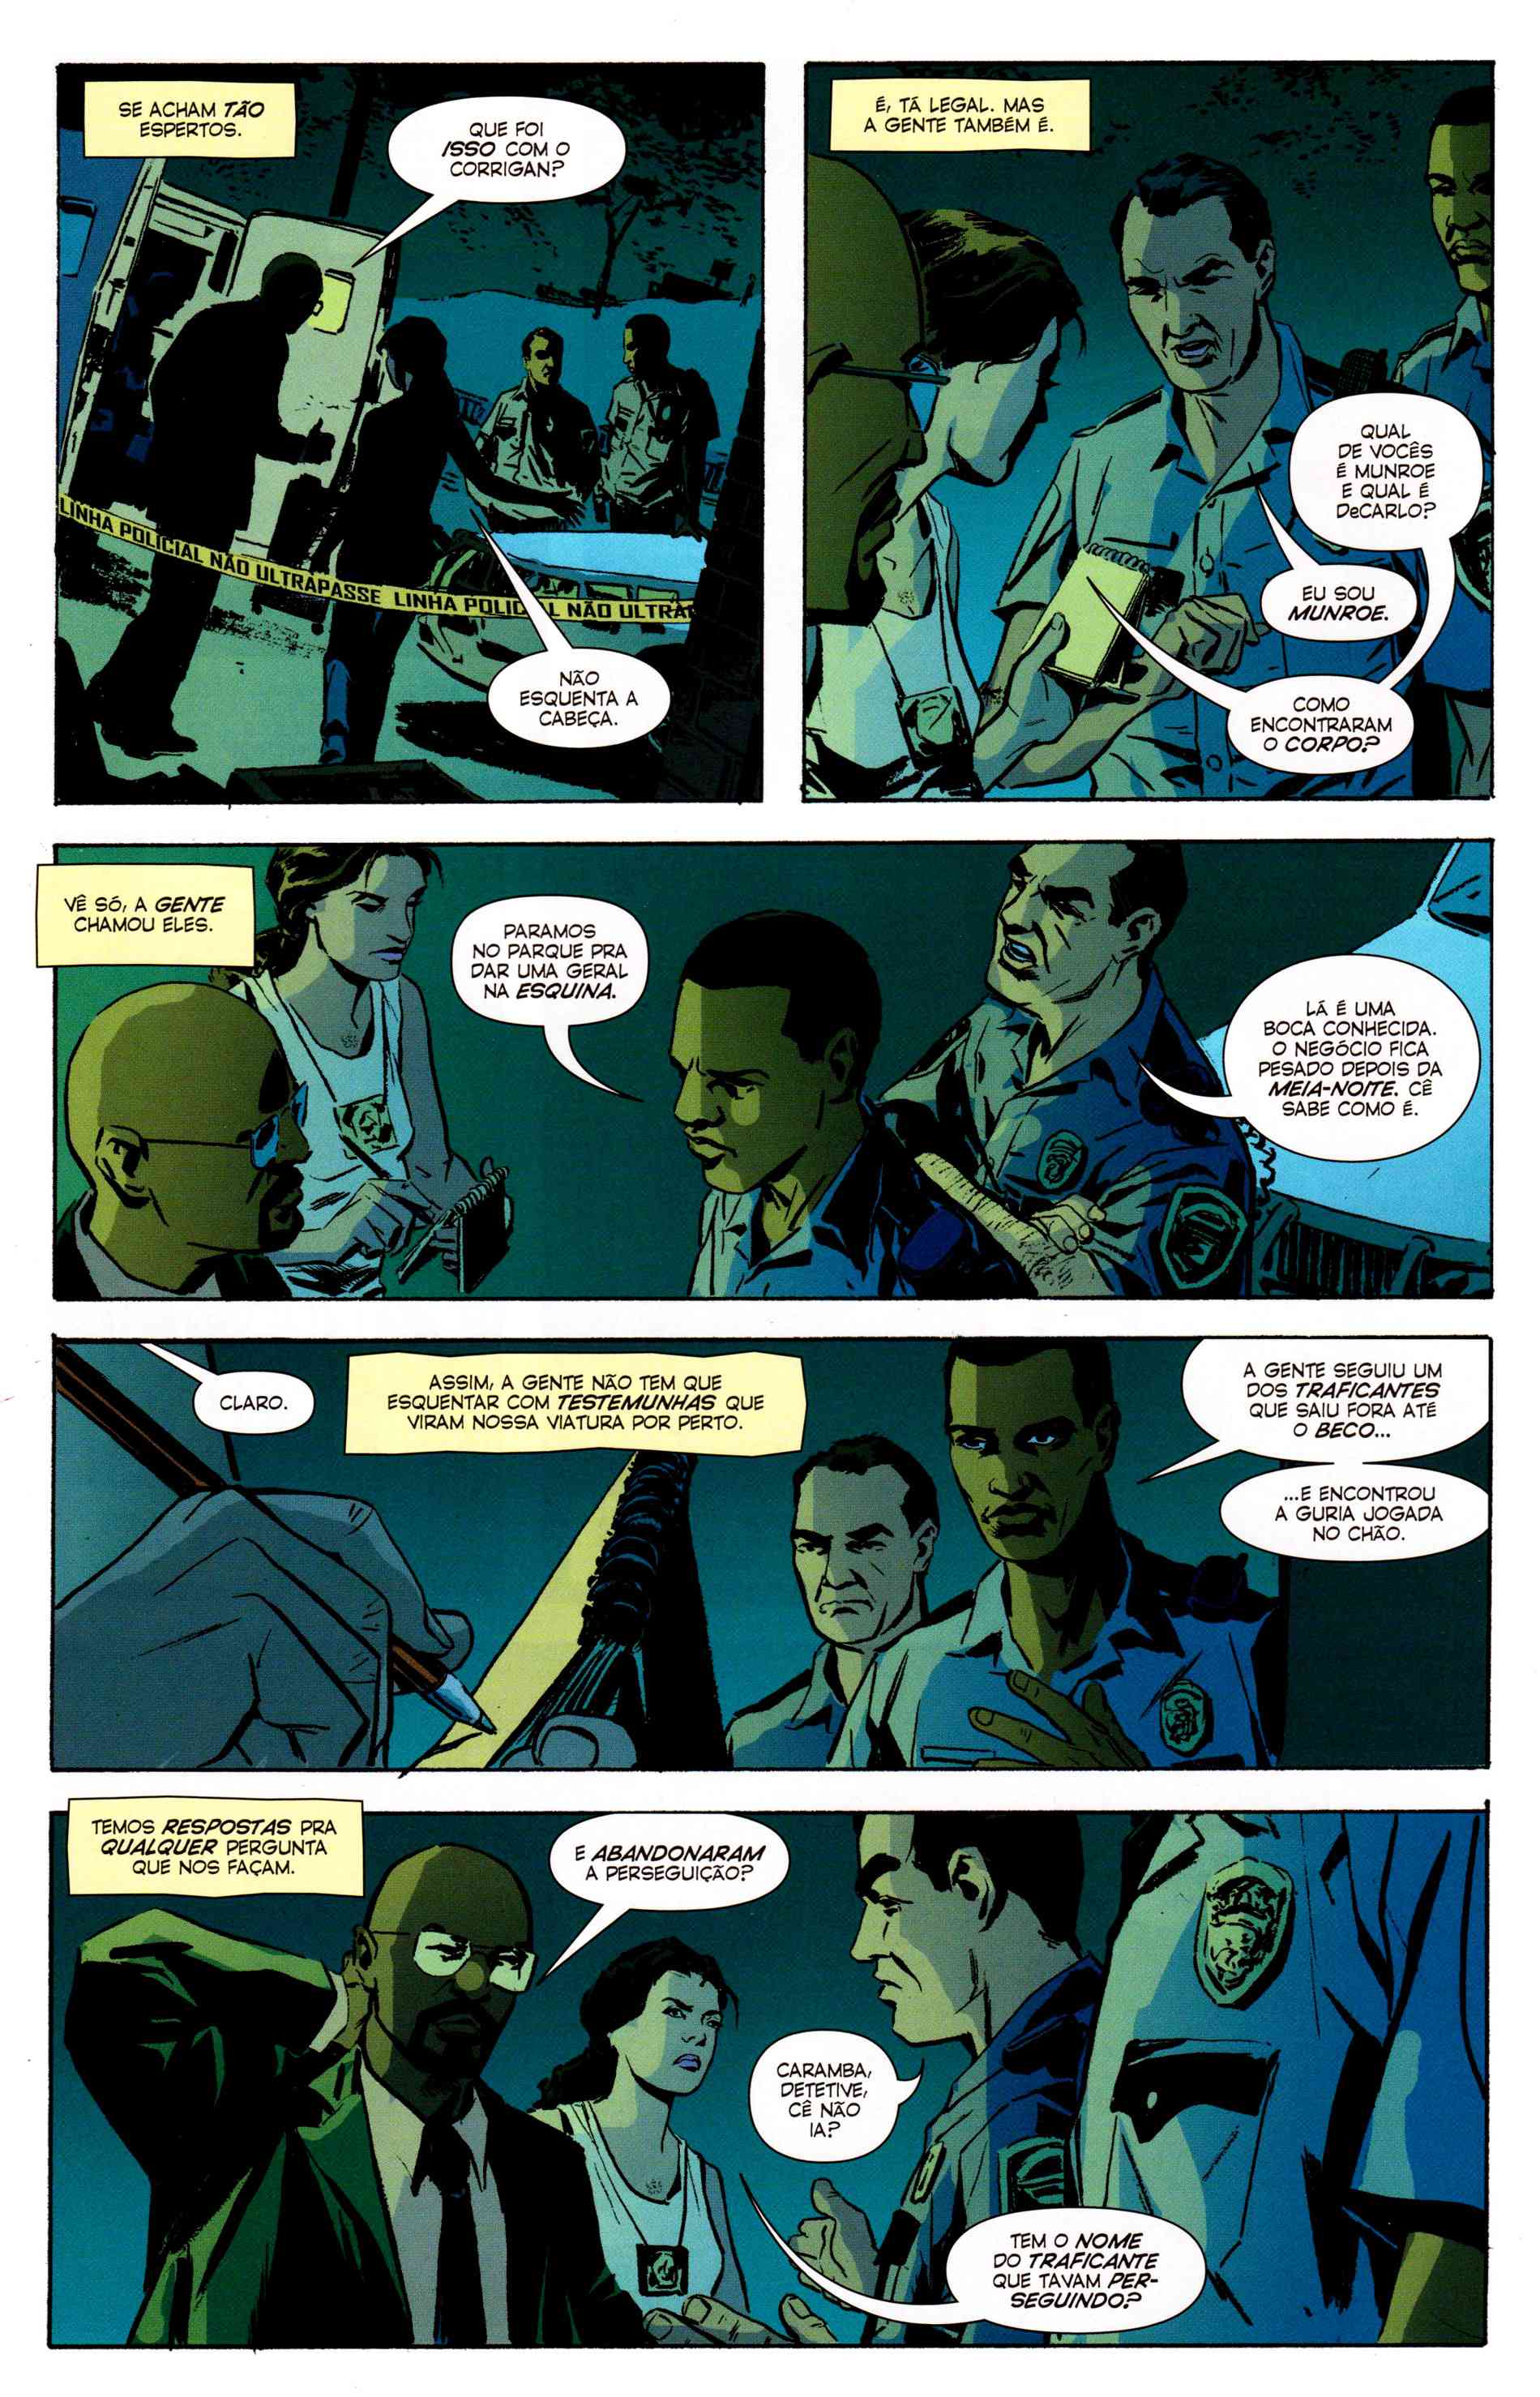 SE ACHAM TÃO
ESPERTOS.
QUE FOI
ISSO COM O
CORRIGAN?
LINHA POLICIAL NÃO ULTRAPASSE LINHA POLICIAL NÃO ULTRA
NÃO
ESQUENTA A
CABEÇA.
É, TÁ LEGAL. MAS
A GENTE TAMBÉM É.
QUAL
DE VOCÊS
É MUNROE
E QUAL É
DeCARLO?
EU SOU
MUNROE.
COMO
ENCONTRARAM
O CORPO?
VÊ SÓ, A GENTE
CHAMOU ELES.
PARAMOS
NO PARQUE PRA
DAR UMA GERAL
NA ESQUINA.
LÁ É UMA
BOCA CONHECIDA.
O NEGÓCIO FICA
PESADO DEPOIS DA
MEIA-NOITE. CÊ
SABE COMO É.
CLARO.
ASSIM, A GENTE NÃO TEM QUE
ESQUENTAR COM TESTEMUNHAS QUE
VIRAM NOSSA VIATURA POR PERTO.
A GENTE SEGUIU UM
DOS TRAFICANTES
QUE SAIU FORA ATÉ
O BECO...
...E ENCONTROU
A GURIA JOGADA
NO CHÃO.
TEMOS RESPOSTAS PRA
QUALQUER PERGUNTA
QUE NOS FAÇAM.
E ABANDONARAM
A PERSEGUIÇÃO?
CARAMBA,
DETETIVE,
CÊ NÃO
IA?
TEM O NOME
DO TRAFICANTE
QUE TAVAM PER-
SEGUINDO?